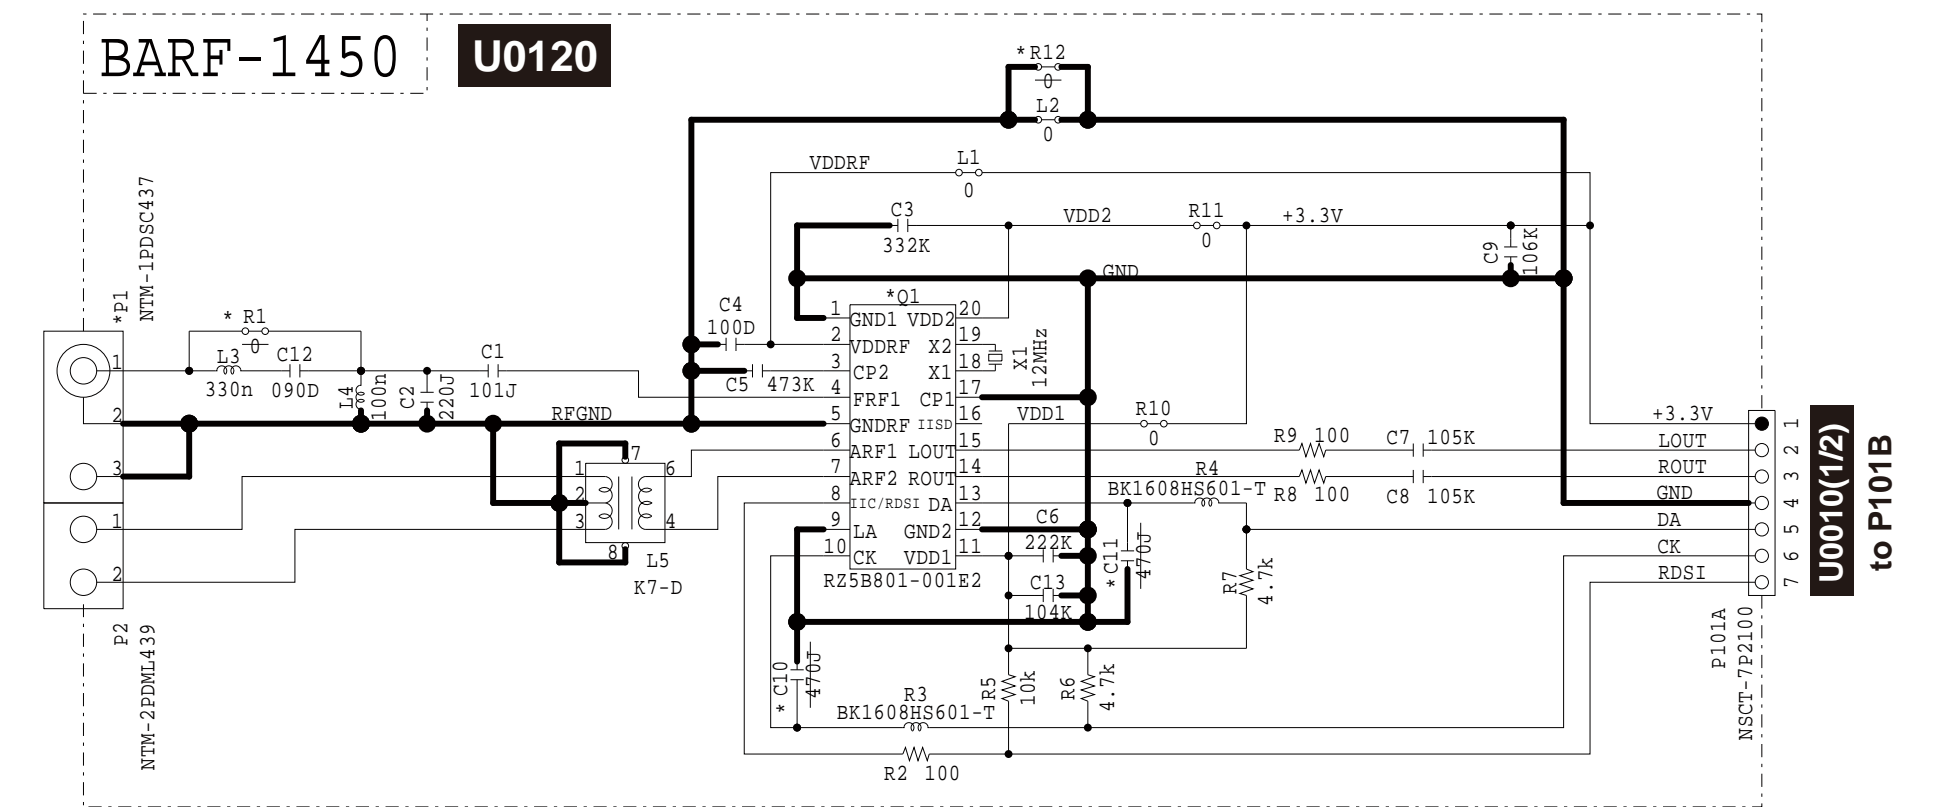 BARF-1450
U0120
*R12
0
L2
0
VDDRF
L1
0
C3
332K
VDD2
R11
0
+3.3V
C9
106K
GND
*P1
NTM-1PDSC437
* R1
0
1
L3
330n
C12
090D
L4
100n
C2
220J
C1
101J
2
RFGND
3
1
2
P2
NTM-2PDML439
C4
100D
C5
473K
*Q1
1
GND1
VDD2
20
2
VDDRF
X2
19
3
CP2
X1
18
4
FRF1
CP1
17
5
GNDRF
IISD
16
6
ARF1
LOUT
15
7
ARF2
ROUT
14
8
IIC/RDSI
DA
13
9
LA
GND2
12
10
CK
VDD1
11
RZ5B801-001E2
X1
12MHz
VDD1
R10
0
R9
100
C7
105K
R8
100
C8
105K
R4
BK1608HS601-T
1
2
3
7
6
4
8
L5
K7-D
C6
222K
C13
104K
* C11
470J
R7
4.7k
* C10
470J
R5
10k
R6
4.7k
R3
BK1608HS601-T
R2
100
+3.3V
1
LOUT
2
ROUT
3
GND
4
DA
5
CK
6
RDSI
7
P101A
NSCT-7P2100
U0010(1/2)
to P101B